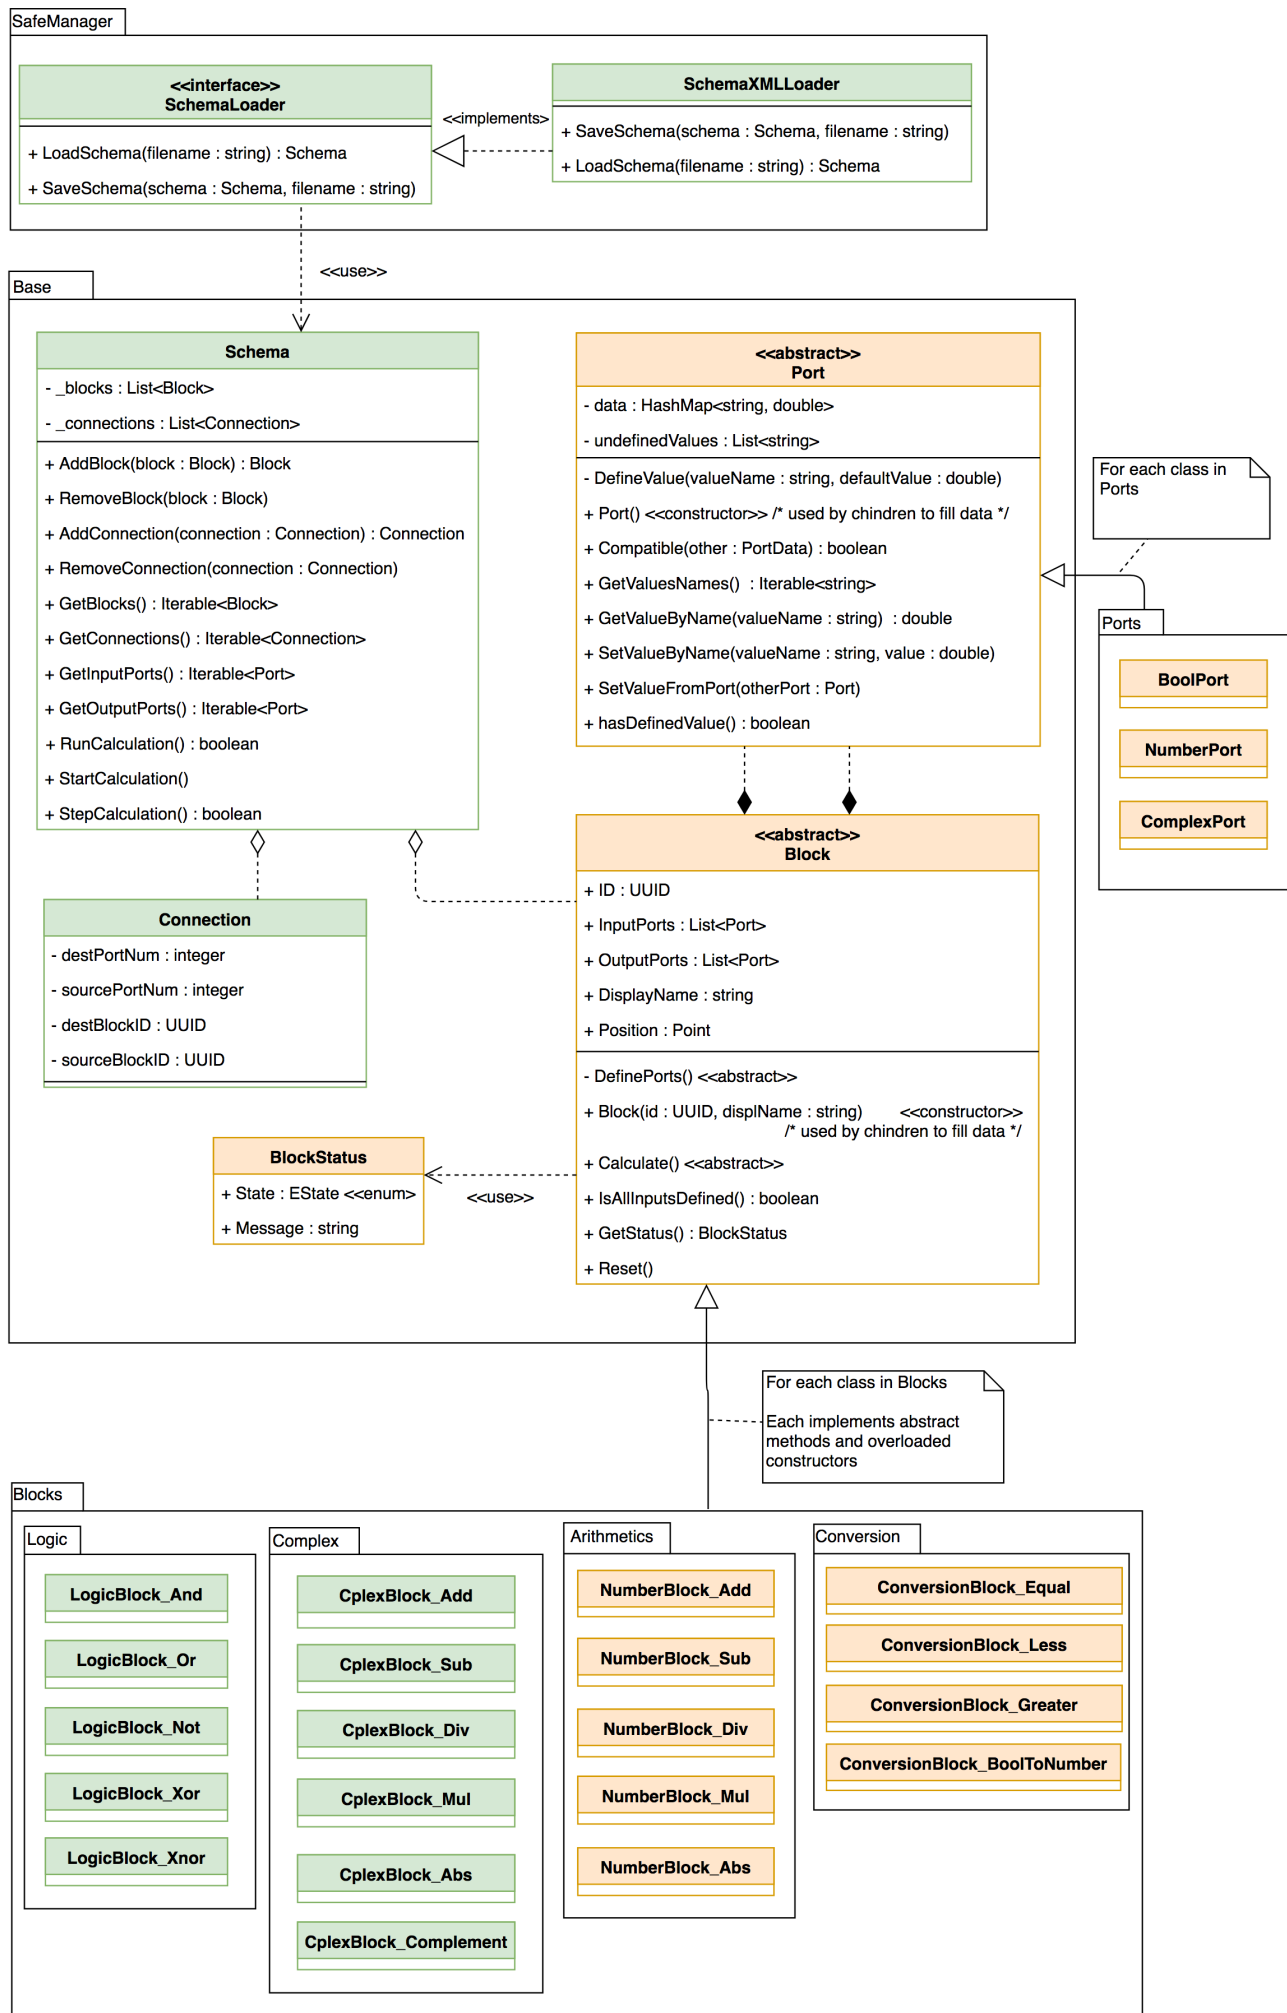 SafeManager
<<interface>>
SchemaLoader
+ LoadSchema(filename : string) : Schema
+ SaveSchema(schema : Schema, filename : string)
<<implements>
SchemaXMLLoader
+ SaveSchema(schema : Schema, filename : string)
+ LoadSchema(filename : string) : Schema
<<use>>
Base
Schema
- _blocks : List<Block>
- _connections : List<Connection>
+ AddBlock(block : Block) : Block
+ RemoveBlock(block : Block)
+ AddConnection(connection : Connection) : Connection
+ RemoveConnection(connection : Connection)
+ GetBlocks() : Iterable<Block>
+ GetConnections() : Iterable<Connection>
+ GetInputPorts() : Iterable<Port>
+ GetOutputPorts() : Iterable<Port>
+ RunCalculation() : boolean
+ StartCalculation()
+ StepCalculation() : boolean
<<abstract>>
Port
- data : HashMap<string, double>
- undefinedValues : List<string>
- DefineValue(valueName : string, defaultValue : double)
+ Port() <<constructor>> /* used by chindren to fill data */
+ Compatible(other : PortData) : boolean
+ GetValuesNames()  : Iterable<string>
+ GetValueByName(valueName : string)  : double
+ SetValueByName(valueName : string, value : double)
+ SetValueFromPort(otherPort : Port)
+ hasDefinedValue() : boolean
For each class in
Ports
Ports
BoolPort
NumberPort
ComplexPort
Connection
- destPortNum : integer
- sourcePortNum : integer
- destBlockID : UUID
- sourceBlockID : UUID
<<abstract>>
Block
+ ID : UUID
+ InputPorts : List<Port>
+ OutputPorts : List<Port>
+ DisplayName : string
+ Position : Point
- DefinePorts() <<abstract>>
+ Block(id : UUID, displName : string) <<constructor>>
/* used by chindren to fill data */
+ Calculate() <<abstract>>
+ IsAllInputsDefined() : boolean
+ GetStatus() : BlockStatus
+ Reset()
BlockStatus
+ State : EState <<enum>>
+ Message : string
<<use>>
For each class in Blocks
Each implements abstract
methods and overloaded
constructors
Blocks
Logic
LogicBlock_And
LogicBlock_Or
LogicBlock_Not
LogicBlock_Xor
LogicBlock_Xnor
Complex
CplexBlock_Add
CplexBlock_Sub
CplexBlock_Div
CplexBlock_Mul
CplexBlock_Abs
CplexBlock_Complement
Arithmetics
NumberBlock_Add
NumberBlock_Sub
NumberBlock_Div
NumberBlock_Mul
NumberBlock_Abs
Conversion
ConversionBlock_Equal
ConversionBlock_Less
ConversionBlock_Greater
ConversionBlock_BoolToNumber